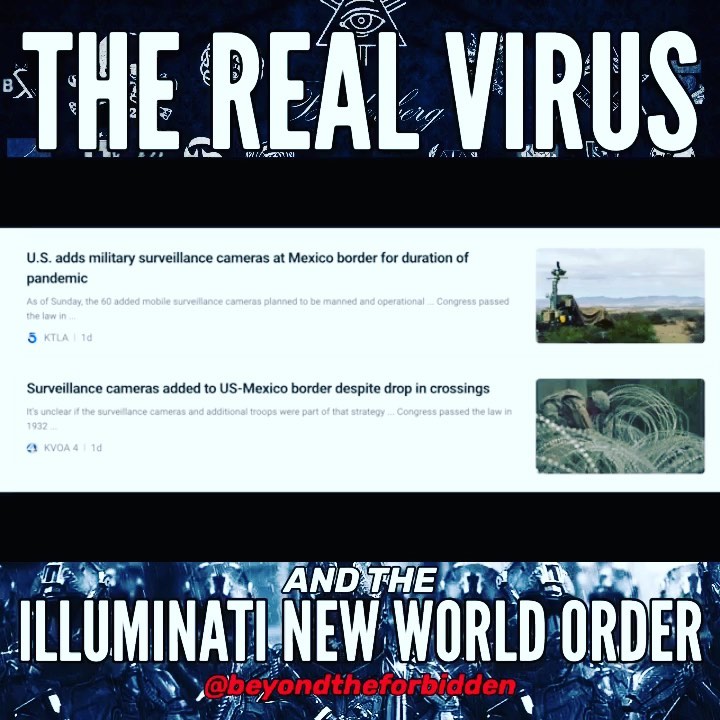 THE REAL VIRUS
U.S. adds military surveillance cameras at Mexico border for duration of
pandemic
As of Sunday, the 60 added mobile surveillance cameras planned to be manned and operational ... Congress passed
the law in ...
5 KTLA | 1d
Surveillance cameras added to US-Mexico border despite drop in crossings
It's unclear if the surveillance cameras and additional troops were part of that strategy ... Congress passed the law in
1932 ...
KVOA 4 | 1d
AND THE
ILLUMINATI NEW WORLD ORDER
@beyondtheforbidden